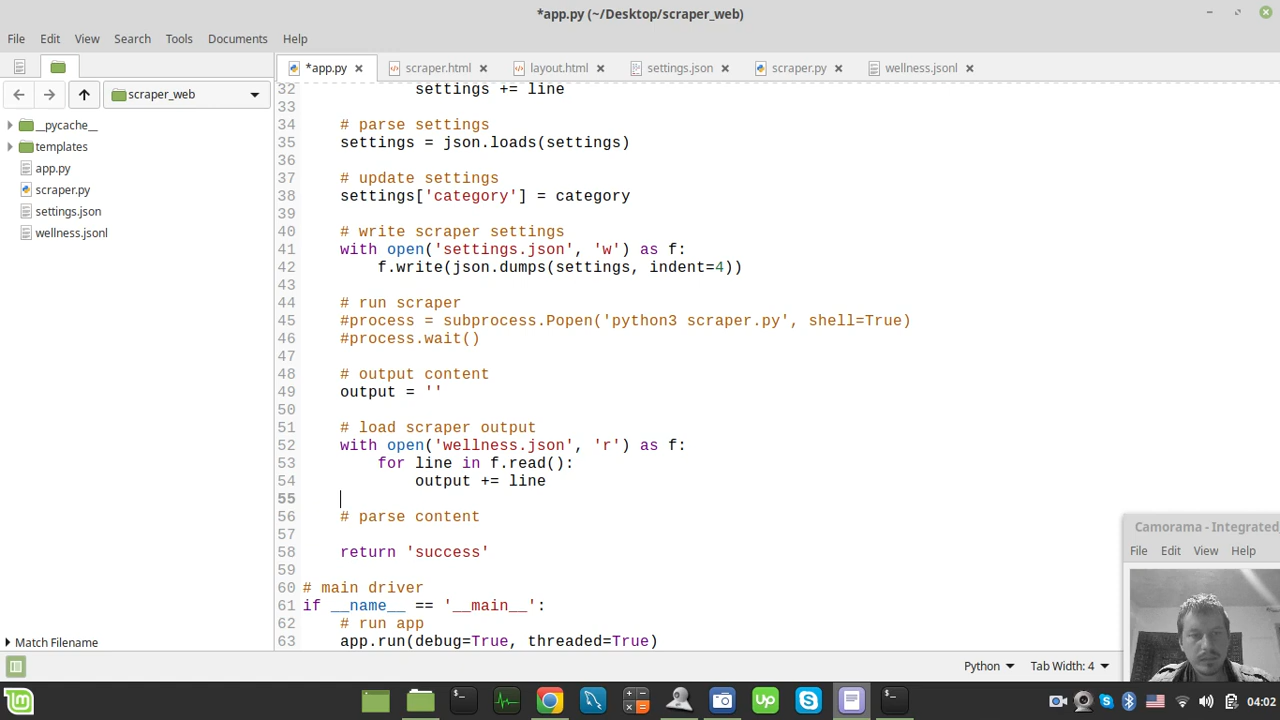 *app.py (~/Desktop/scraper_web)
File Edit View Search Tools Documents Help
*app.py scraper.html layout.html settings.json scraper.py wellness.jsonl
scraper_web
__pycache__
templates
app.py
scraper.py
settings.json
wellness.jsonl
32 settings += line
33
34 # parse settings
35 settings = json.loads(settings)
36
37 # update settings
38 settings['category'] = category
39
40 # write scraper settings
41 with open('settings.json', 'w') as f:
42 f.write(json.dumps(settings, indent=4))
43
44 # run scraper
45 #process = subprocess.Popen('python3 scraper.py', shell=True)
46 #process.wait()
47
48 # output content
49 output = ''
50
51 # load scraper output
52 with open('wellness.json', 'r') as f:
53 for line in f.read():
54 output += line
55
56 # parse content
57
58 return 'success'
59
60 # main driver
61 if __name__ == '__main__':
62 # run app
63 app.run(debug=True, threaded=True)
Camorama - Integrated
File Edit View Help
Match Filename
Python Tab Width: 4
04:02